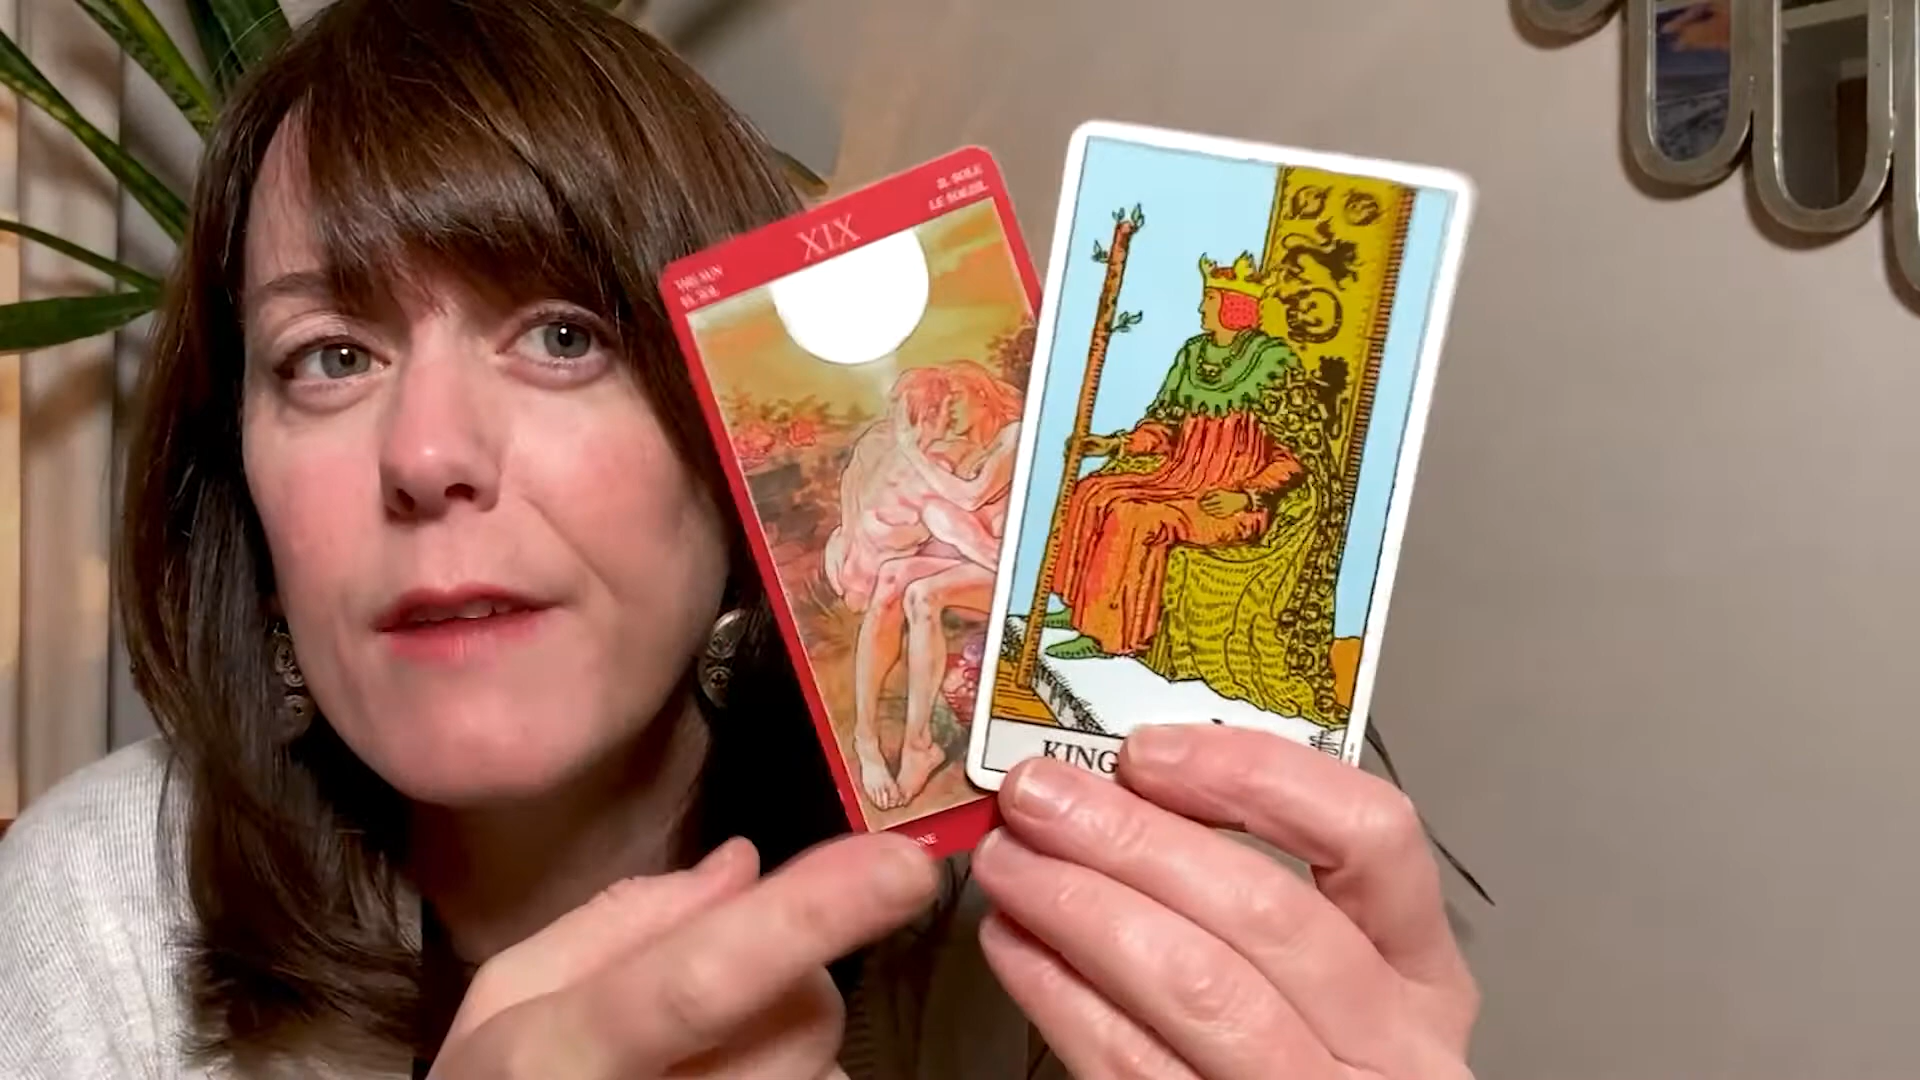 XIX
IL SOLE
LE SOLEIL
THE SUN
EL SOL
KING